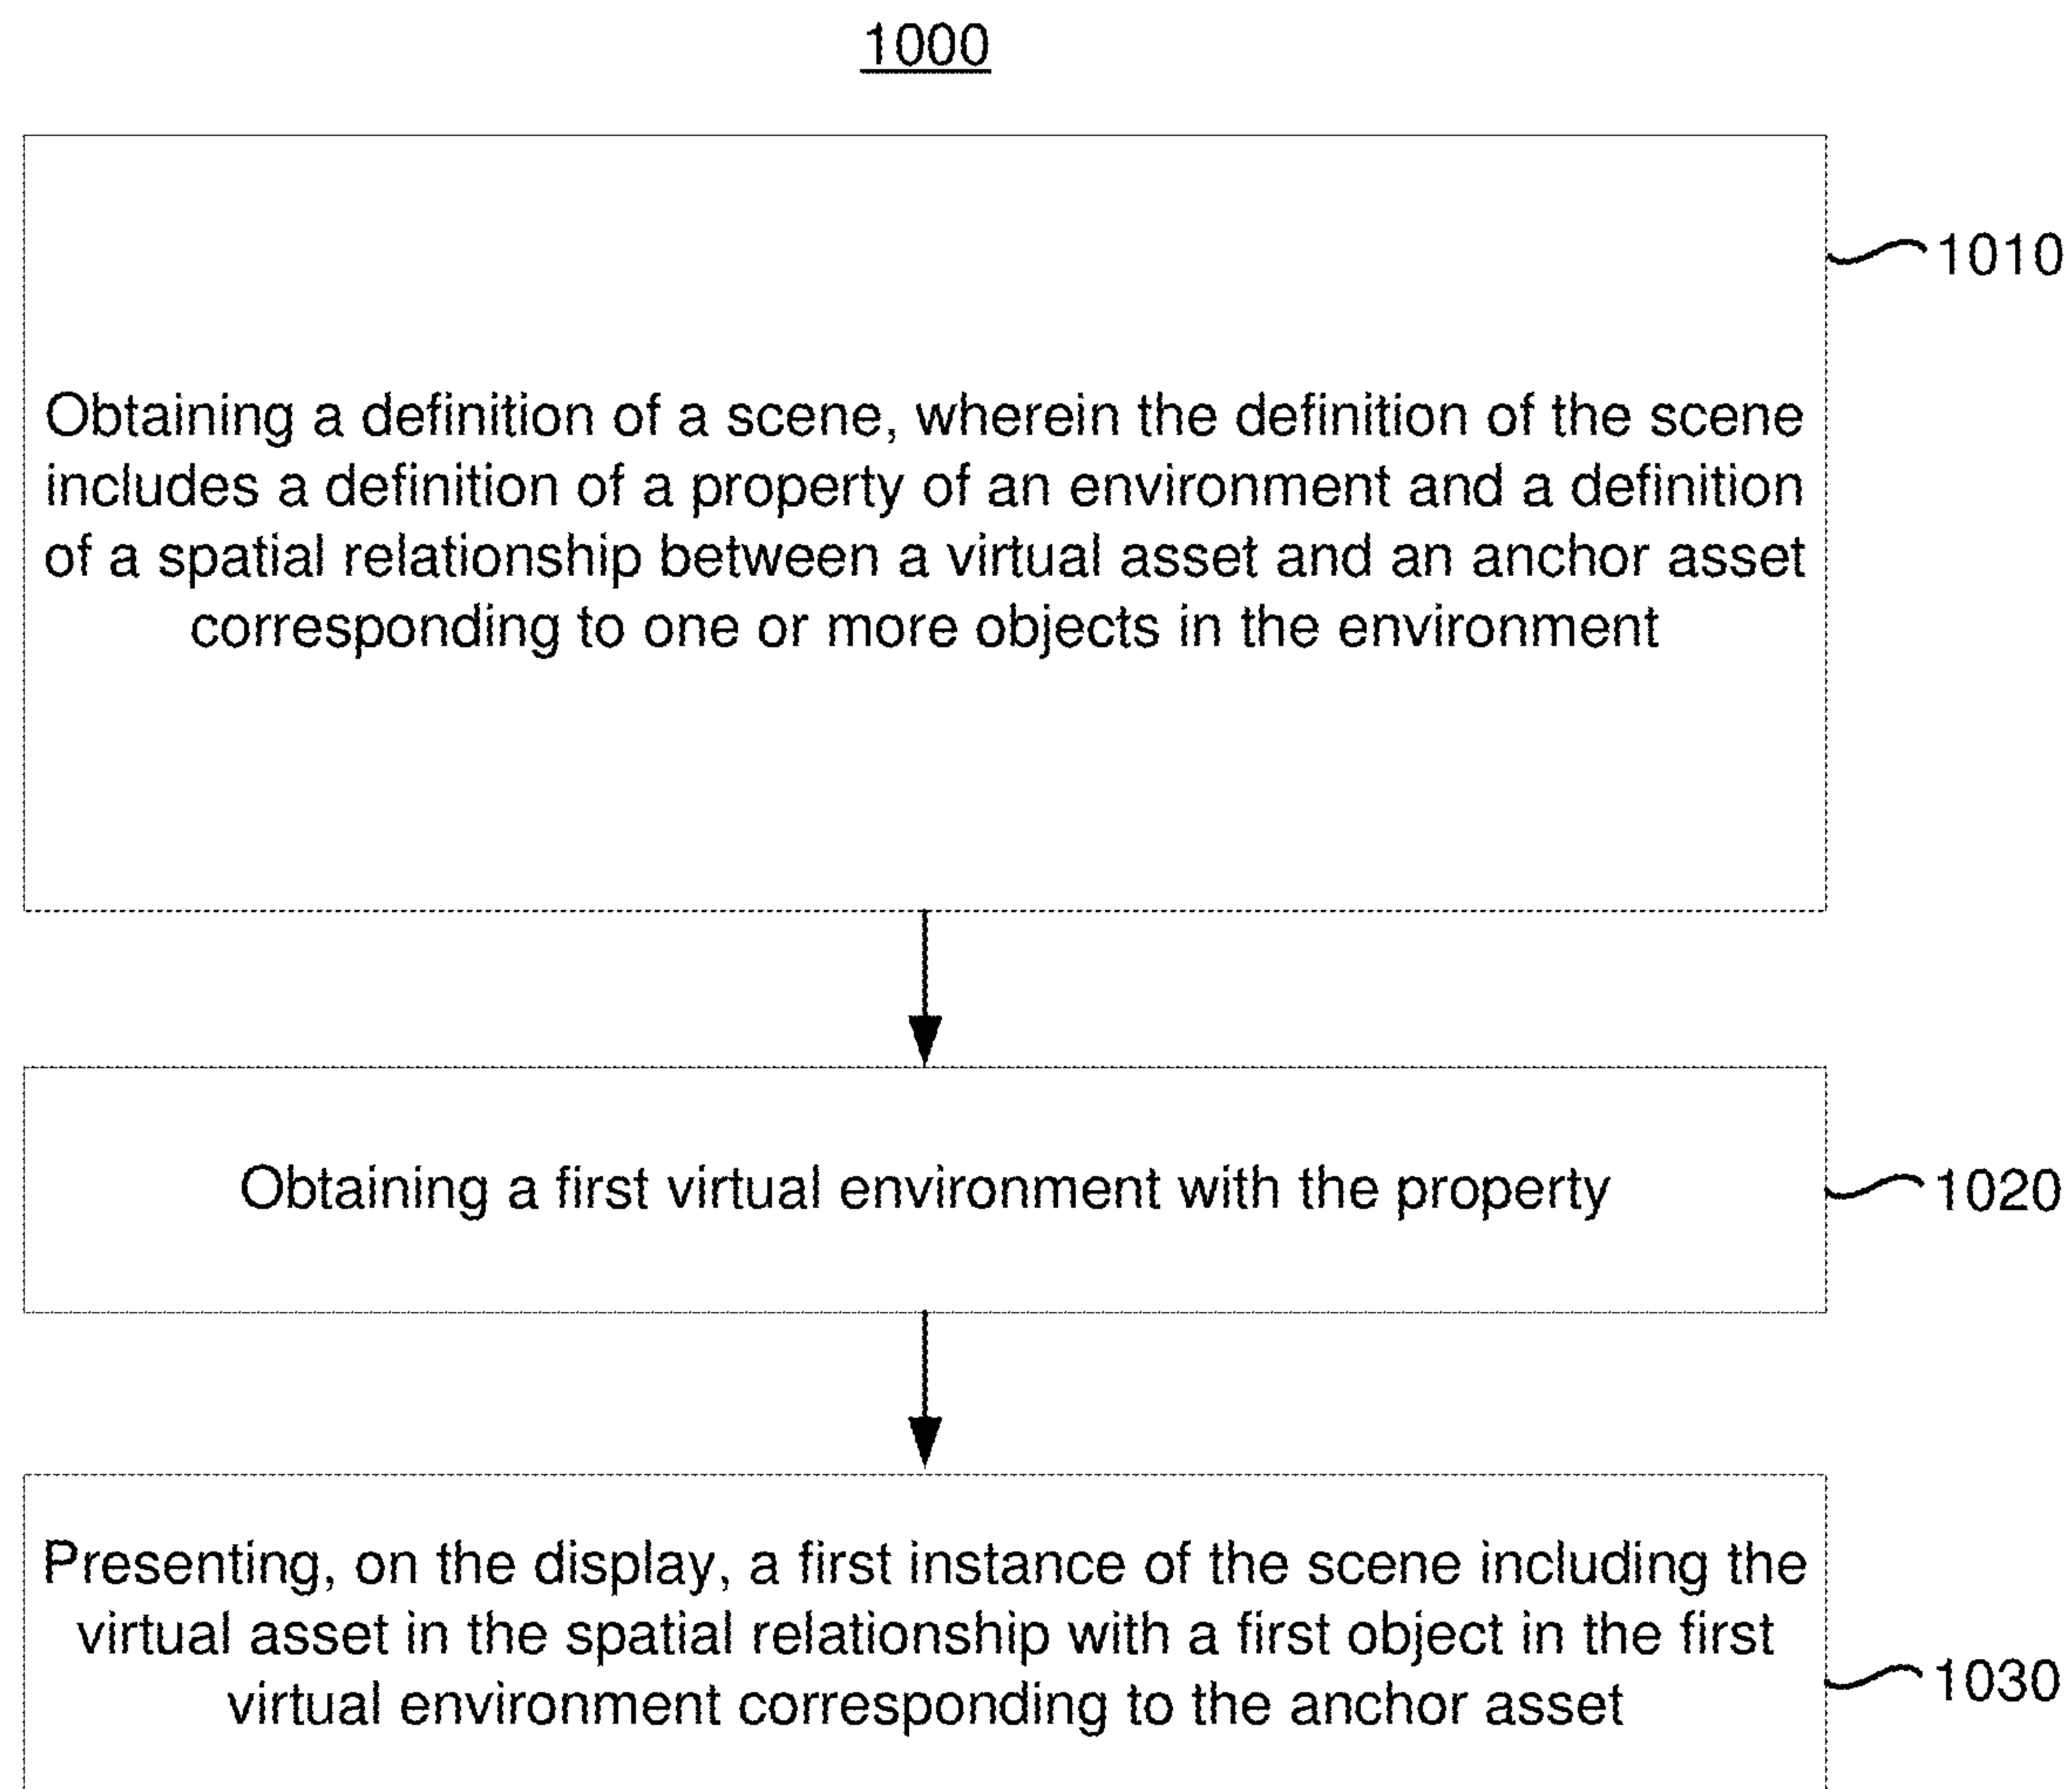 1000
1010
Obtaining a definition of a scene, wherein the definition of the scene
includes a definition of a property of an environment and a definition
of a spatial relationship between a virtual asset and an anchor asset
corresponding to one or more objects in the environment
Obtaining a first virtual environment with the property
1020
Presenting, on the display, a first instance of the scene including the
virtual asset in the spatial relationship with a first object in the first
virtual environment corresponding to the anchor asset
1030